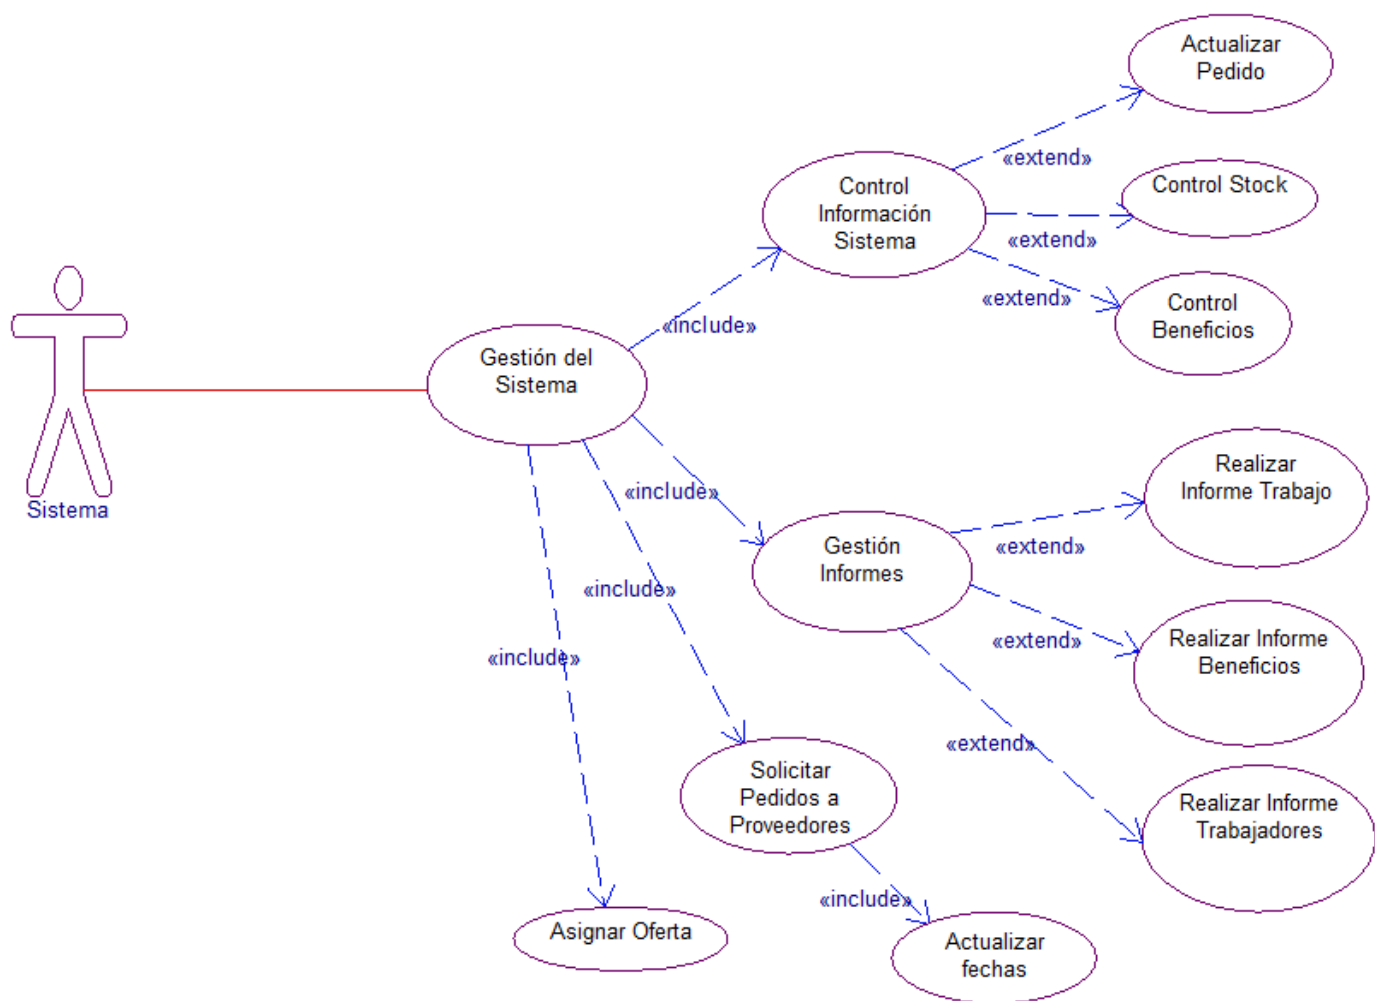 Actualizar
Pedido
«extend»
Control
Información
Sistema
Control Stock
«extend»
«extend»
Control
Beneficios
«include»
Gestión del
Sistema
Sistema
Realizar
Informe Trabajo
«include»
Gestión
Informes
«extend»
«include»
«extend»
Realizar Informe
Beneficios
«include»
«extend»
Solicitar
Pedidos a
Proveedores
Realizar Informe
Trabajadores
«include»
Asignar Oferta
Actualizar
fechas